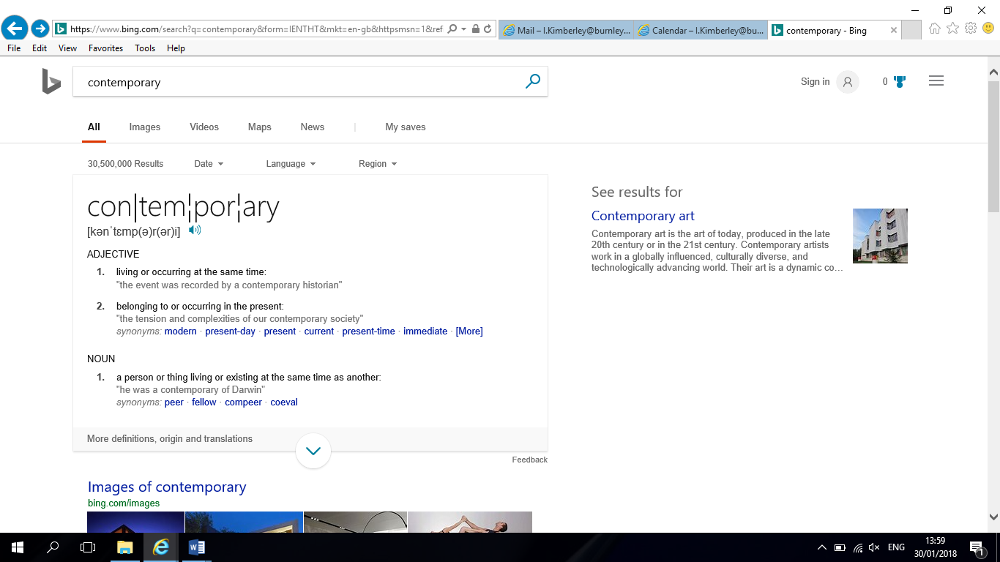 https://www.bing.com/search?q=contemporary&form=IENTHT&mkt=en-gb&httpsmsn=1&ref
Mail – I.Kimberley@burnley...
Calendar – I.Kimberley@bu...
contemporary - Bing
File Edit View Favorites Tools Help
contemporary
Sign in
0
All Images Videos Maps News | My saves
30,500,000 Results Date Language Region
con|tem¦por¦ary
[kənˈtɛmp(ə)r(ər)i]
ADJECTIVE
1. living or occurring at the same time:
"the event was recorded by a contemporary historian"
2. belonging to or occurring in the present:
"the tension and complexities of our contemporary society"
synonyms: modern · present-day · present · current · present-time · immediate · [More]
NOUN
1. a person or thing living or existing at the same time as another:
"he was a contemporary of Darwin"
synonyms: peer · fellow · compeer · coeval
More definitions, origin and translations
Feedback
Images of contemporary
bing.com/images
See results for
Contemporary art
Contemporary art is the art of today, produced in the late
20th century or in the 21st century. Contemporary artists
work in a globally influenced, culturally diverse, and
technologically advancing world. Their art is a dynamic co...
ENG
13:59
30/01/2018
1